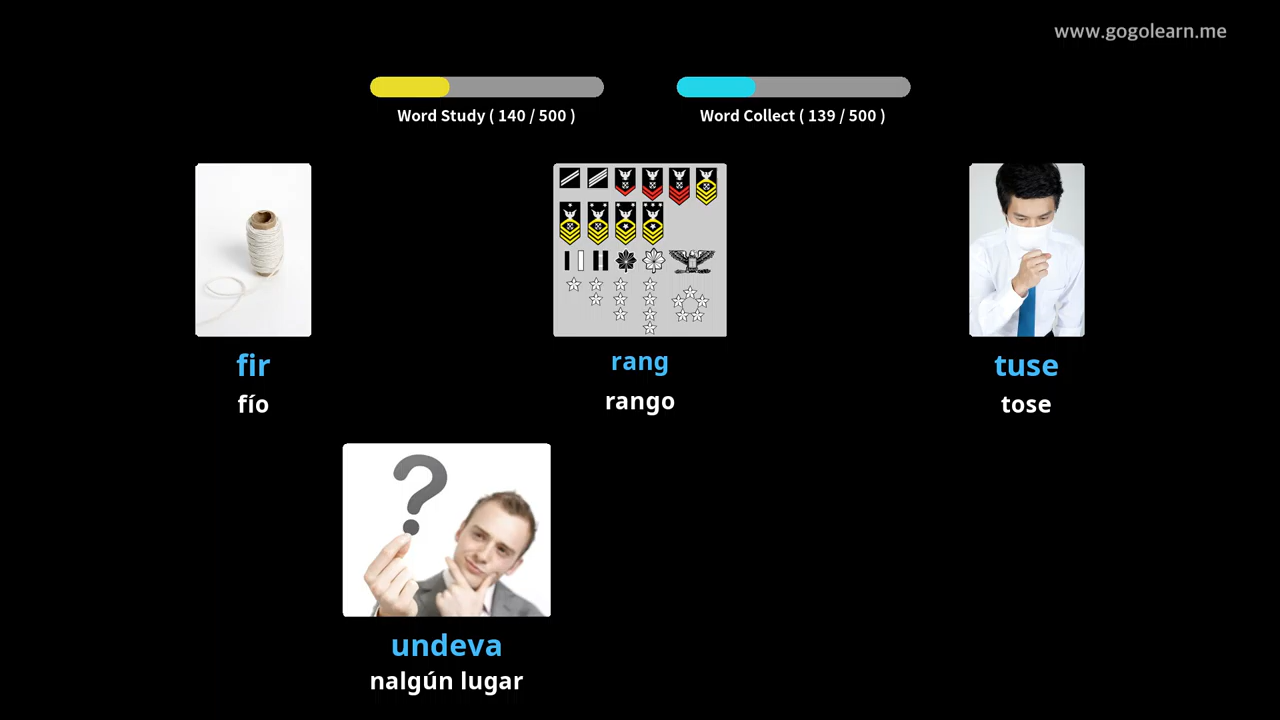 www.gogolearn.me
Word Study ( 140 / 500 )
Word Collect ( 139 / 500 )
fir
fío
rang
rango
tuse
tose
undeva
nalgún lugar